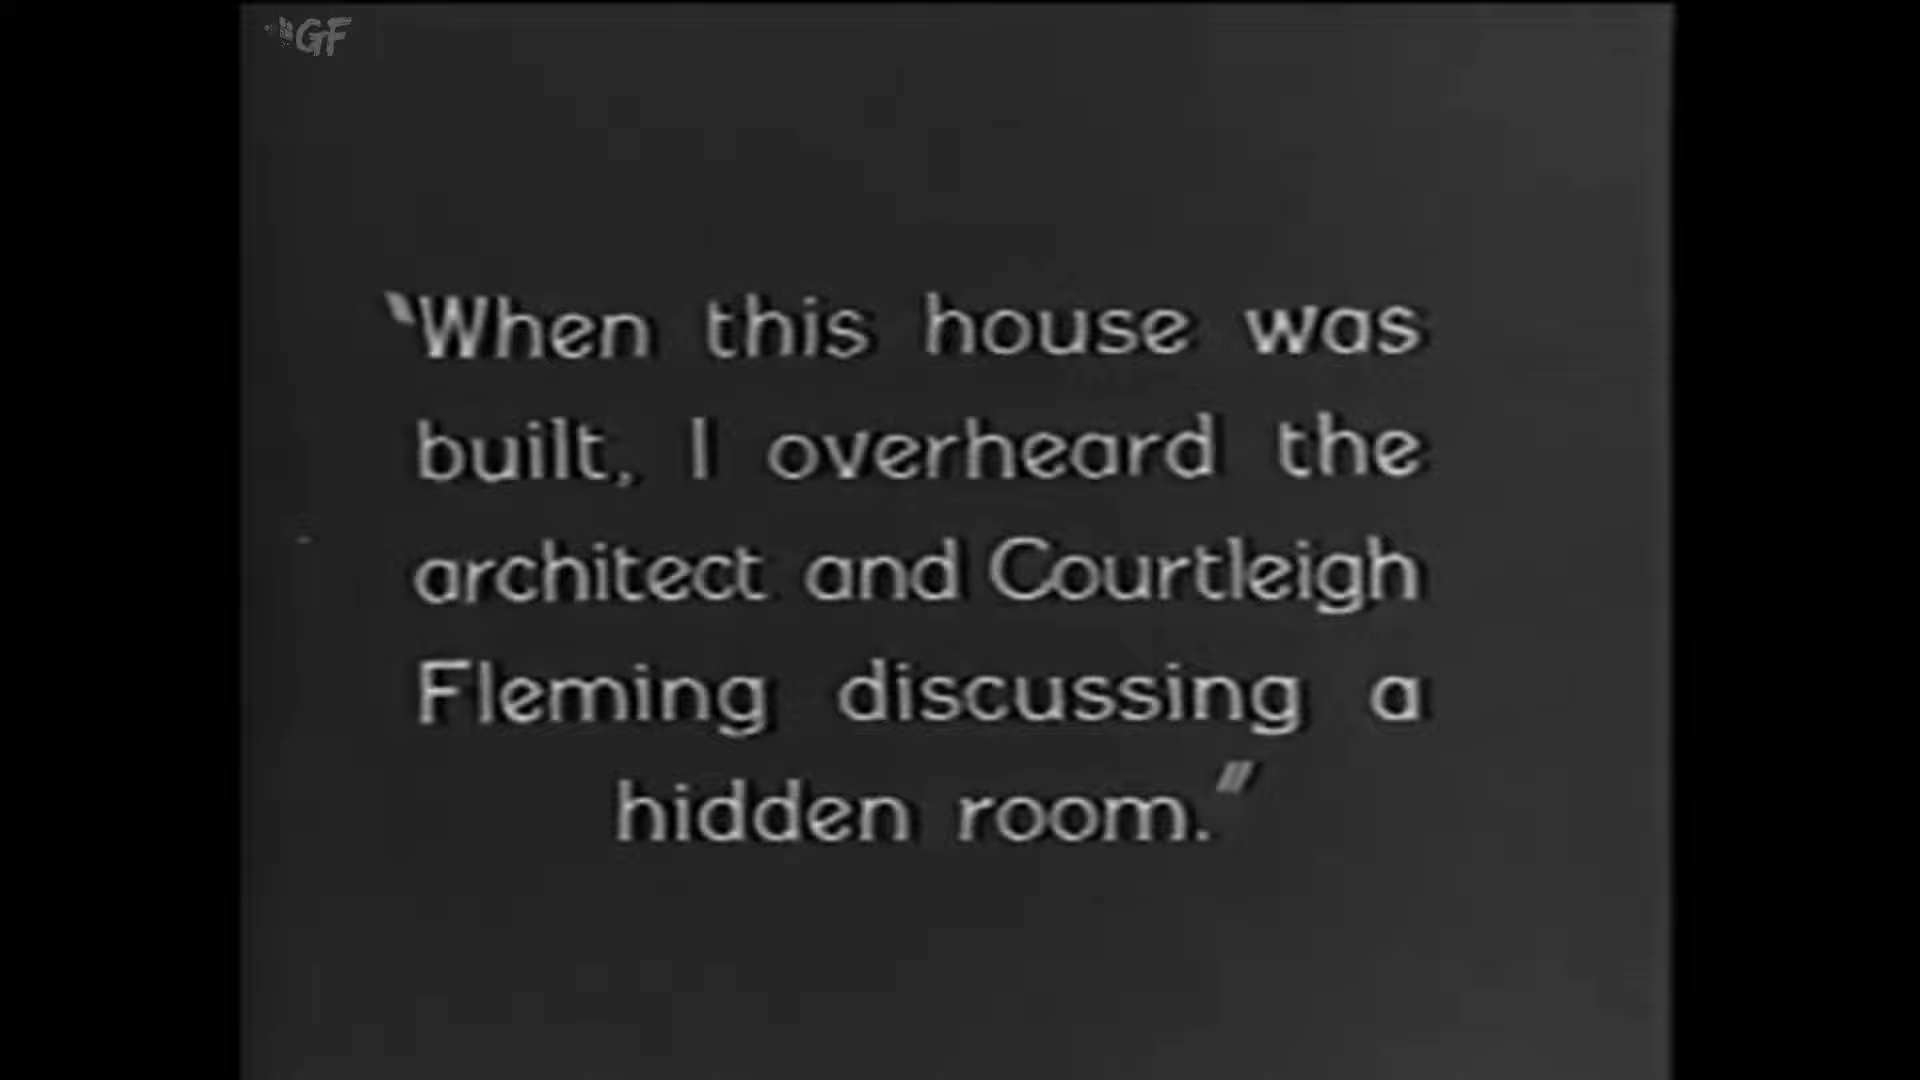 GF
"When this house was
built, I overheard the
architect and Courtleigh
Fleming discussing a
hidden room."